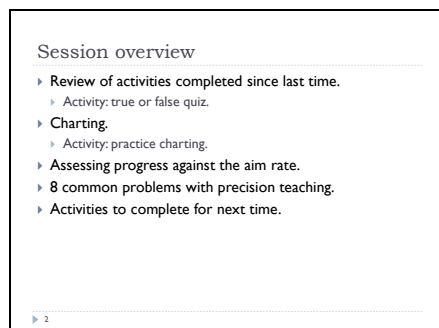 Session overview
Review of activities completed since last time.
Activity: true or false quiz.
Charting.
Activity: practice charting.
Assessing progress against the aim rate.
8 common problems with precision teaching.
Activities to complete for next time.
2